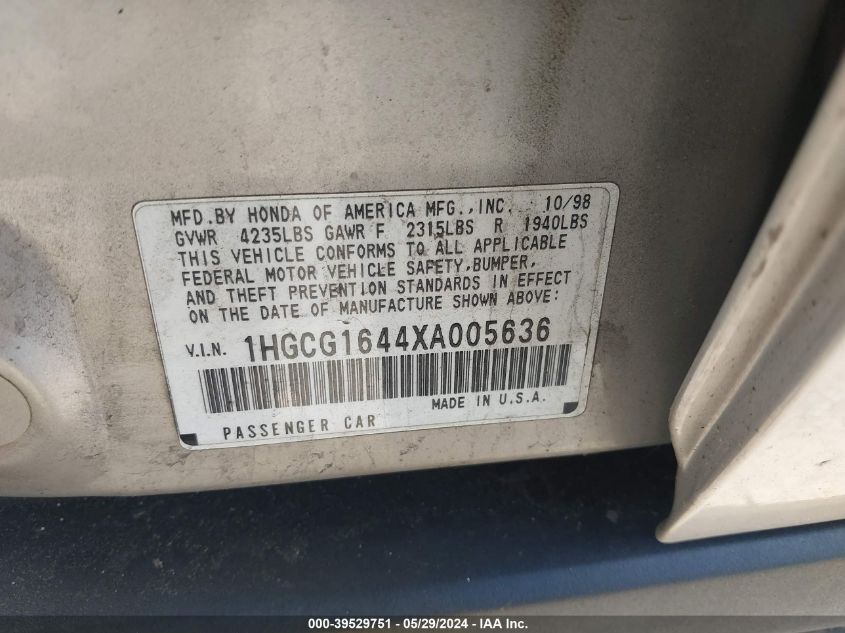 MFD.BY HONDA OF AMERICA MFG.,INC. 10/98
GVWR 4235LBS GAWR F 2315LBS R 1940LBS
THIS VEHICLE CONFORMS TO ALL APPLICABLE
FEDERAL MOTOR VEHICLE SAFETY,BUMPER,
AND THEFT PREVENTION STANDARDS IN EFFECT
ON THE DATE OF MANUFACTURE SHOWN ABOVE:
V.I.N. 1HGCG1644XA005636
PASSENGER CAR MADE IN U.S.A.
000-39529751 - 05/29/2024 - IAA Inc.